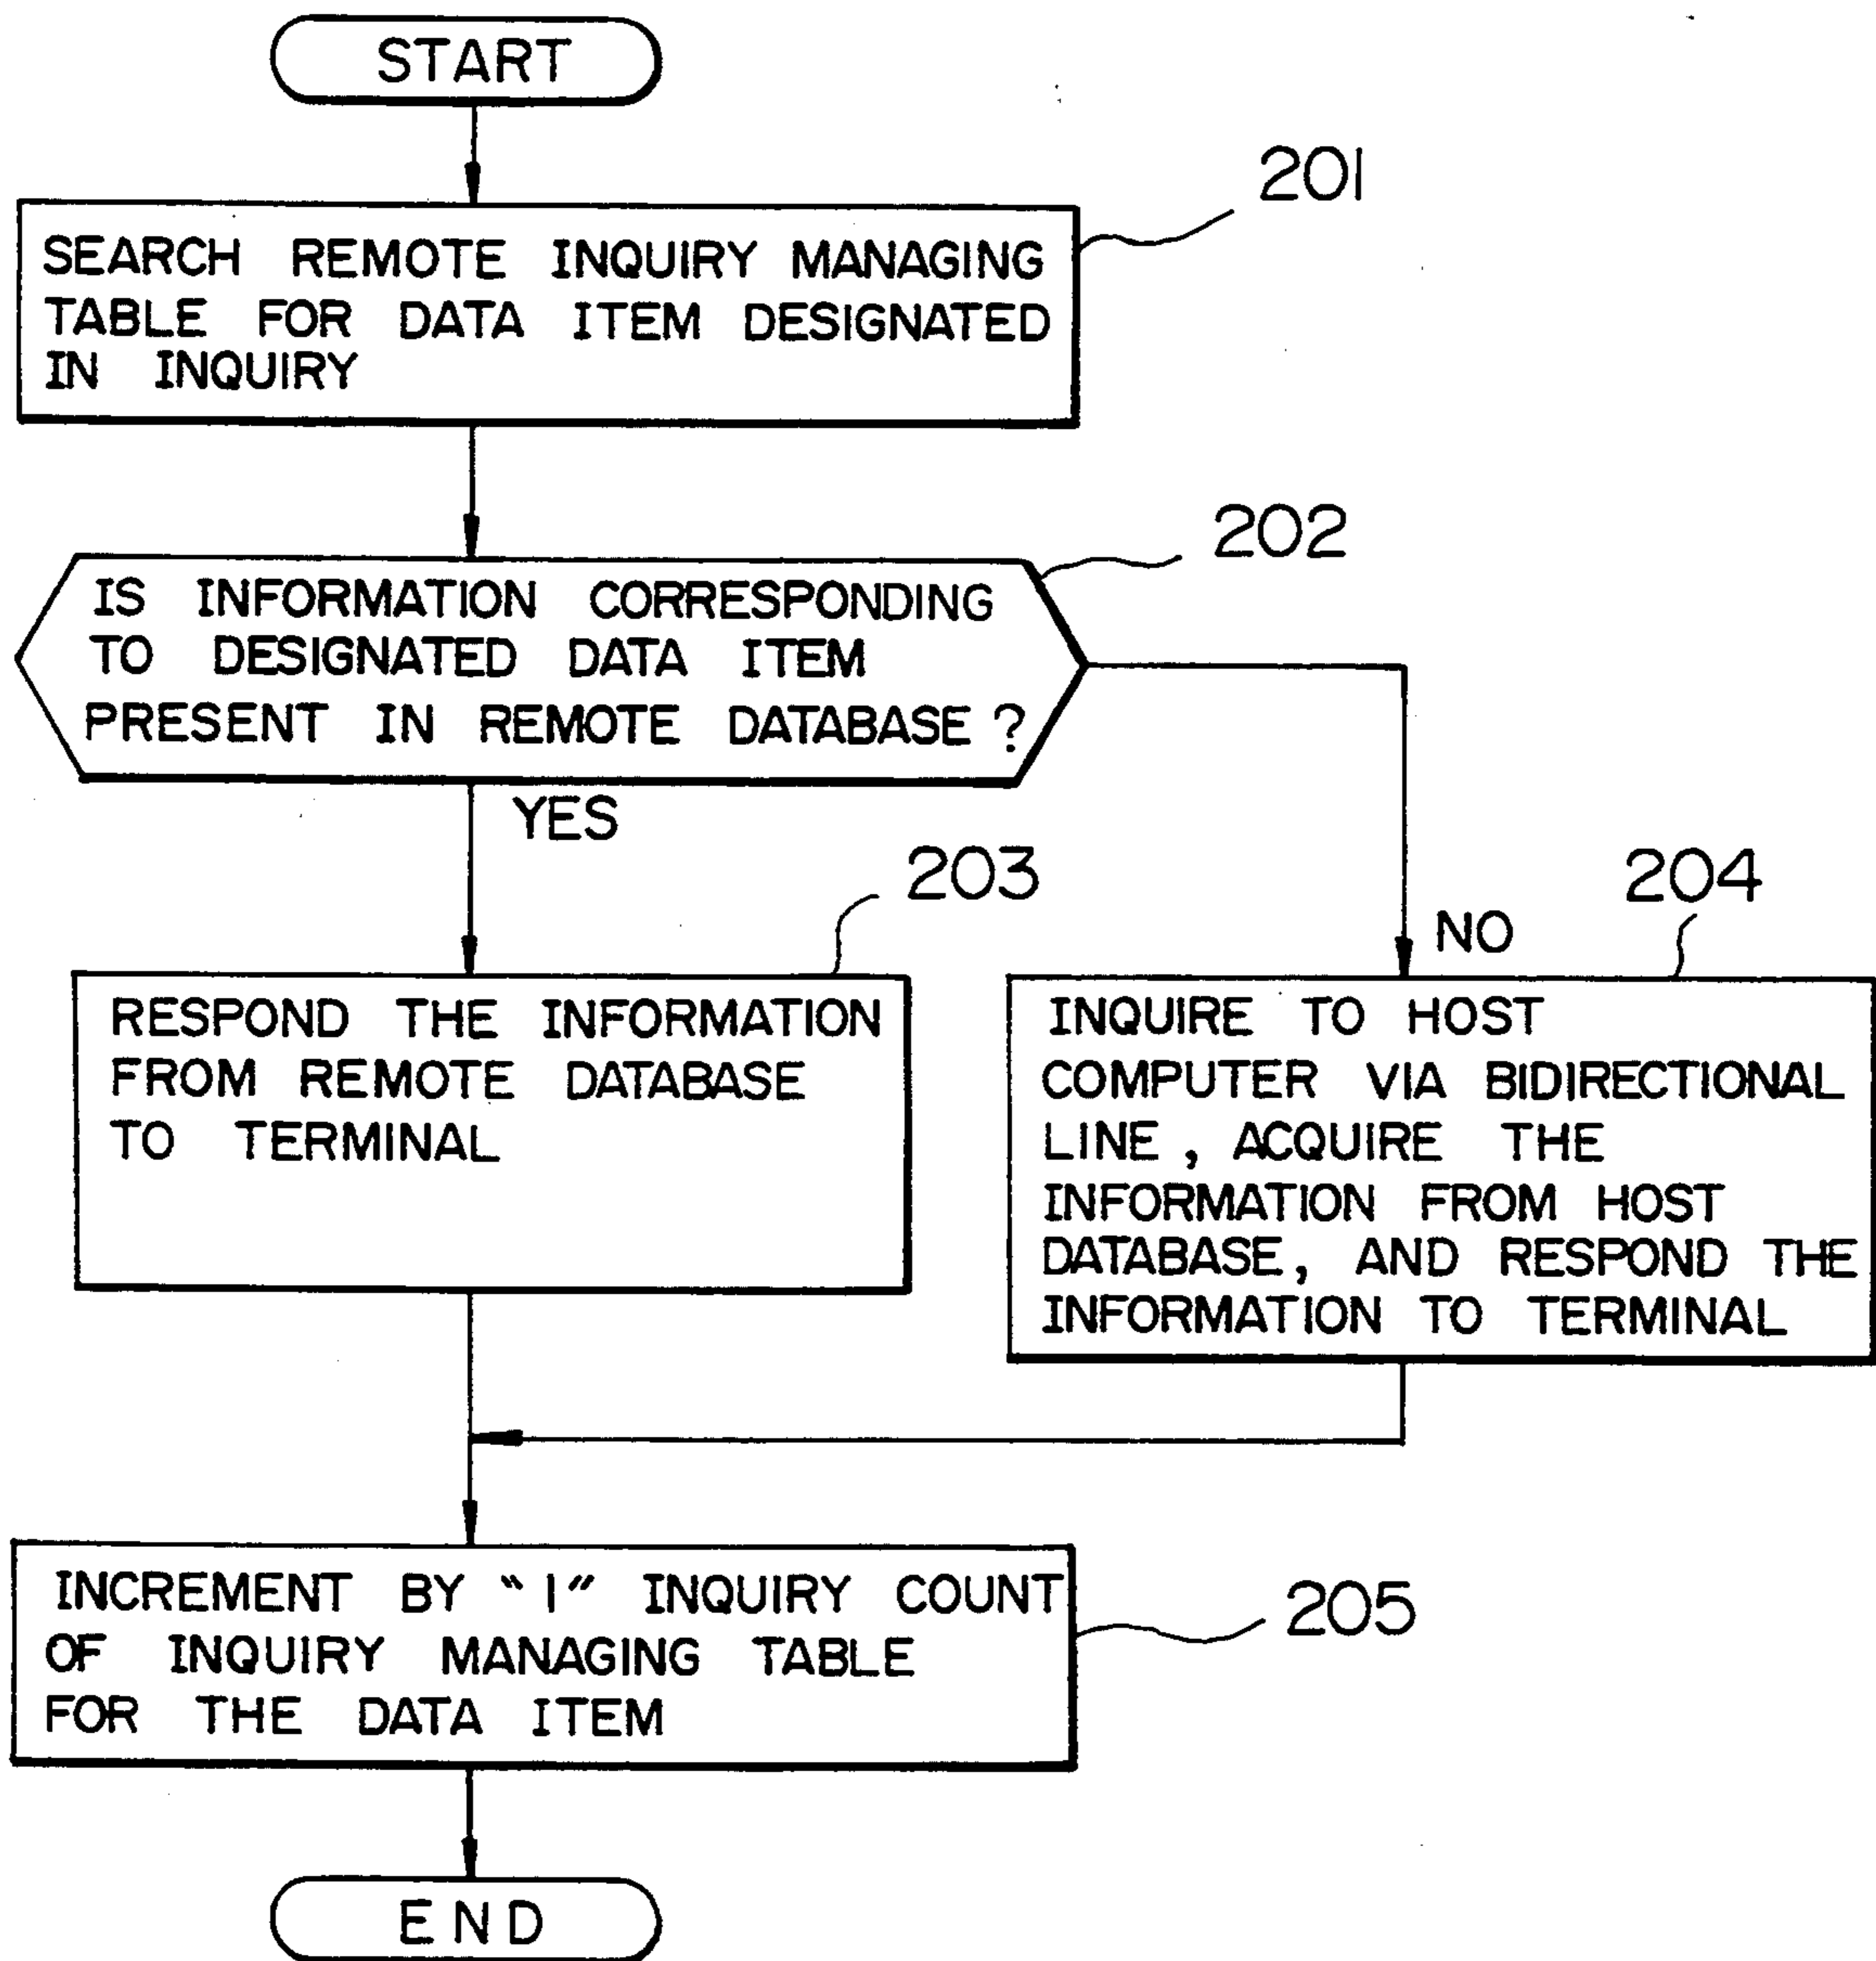 START
201
SEARCH REMOTE INQUIRY MANAGING
TABLE FOR DATA ITEM DESIGNATED
IN INQUIRY
202
IS INFORMATION CORRESPONDING
TO DESIGNATED DATA ITEM
PRESENT IN REMOTE DATABASE ?
YES
203
RESPOND THE INFORMATION
FROM REMOTE DATABASE
TO TERMINAL
NO
204
INQUIRE TO HOST
COMPUTER VIA BIDIRECTIONAL
LINE, ACQUIRE THE
INFORMATION FROM HOST
DATABASE, AND RESPOND THE
INFORMATION TO TERMINAL
INCREMENT BY "1" INQUIRY COUNT
OF INQUIRY MANAGING TABLE
FOR THE DATA ITEM
205
END